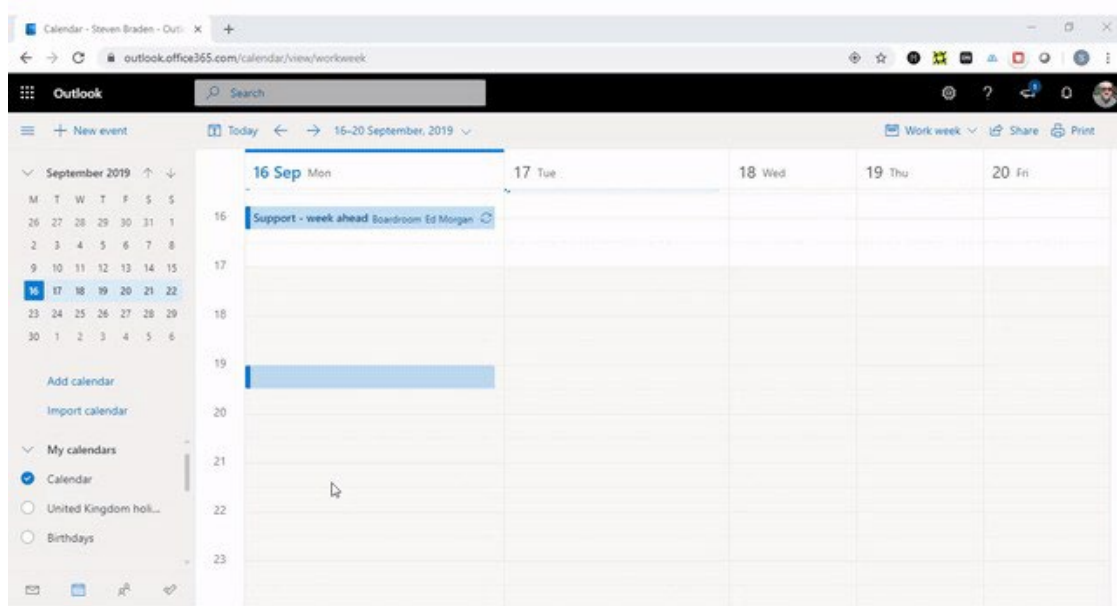 Calendar - Steven Braden - Outl
outlook.office365.com/calendar/view/workweek
Outlook
Search
New event
Today
16–20 September, 2019
Work week
Share
Print
September 2019
M T W T F S S
26 27 28 29 30 31 1
2 3 4 5 6 7 8
9 10 11 12 13 14 15
16 17 18 19 20 21 22
23 24 25 26 27 28 29
30 1 2 3 4 5 6
Add calendar
Import calendar
My calendars
Calendar
United Kingdom holi...
Birthdays
16 Sep Mon
17 Tue
18 Wed
19 Thu
20 Fri
16
Support - week ahead Boardroom Ed Morgan
17
18
19
20
21
22
23